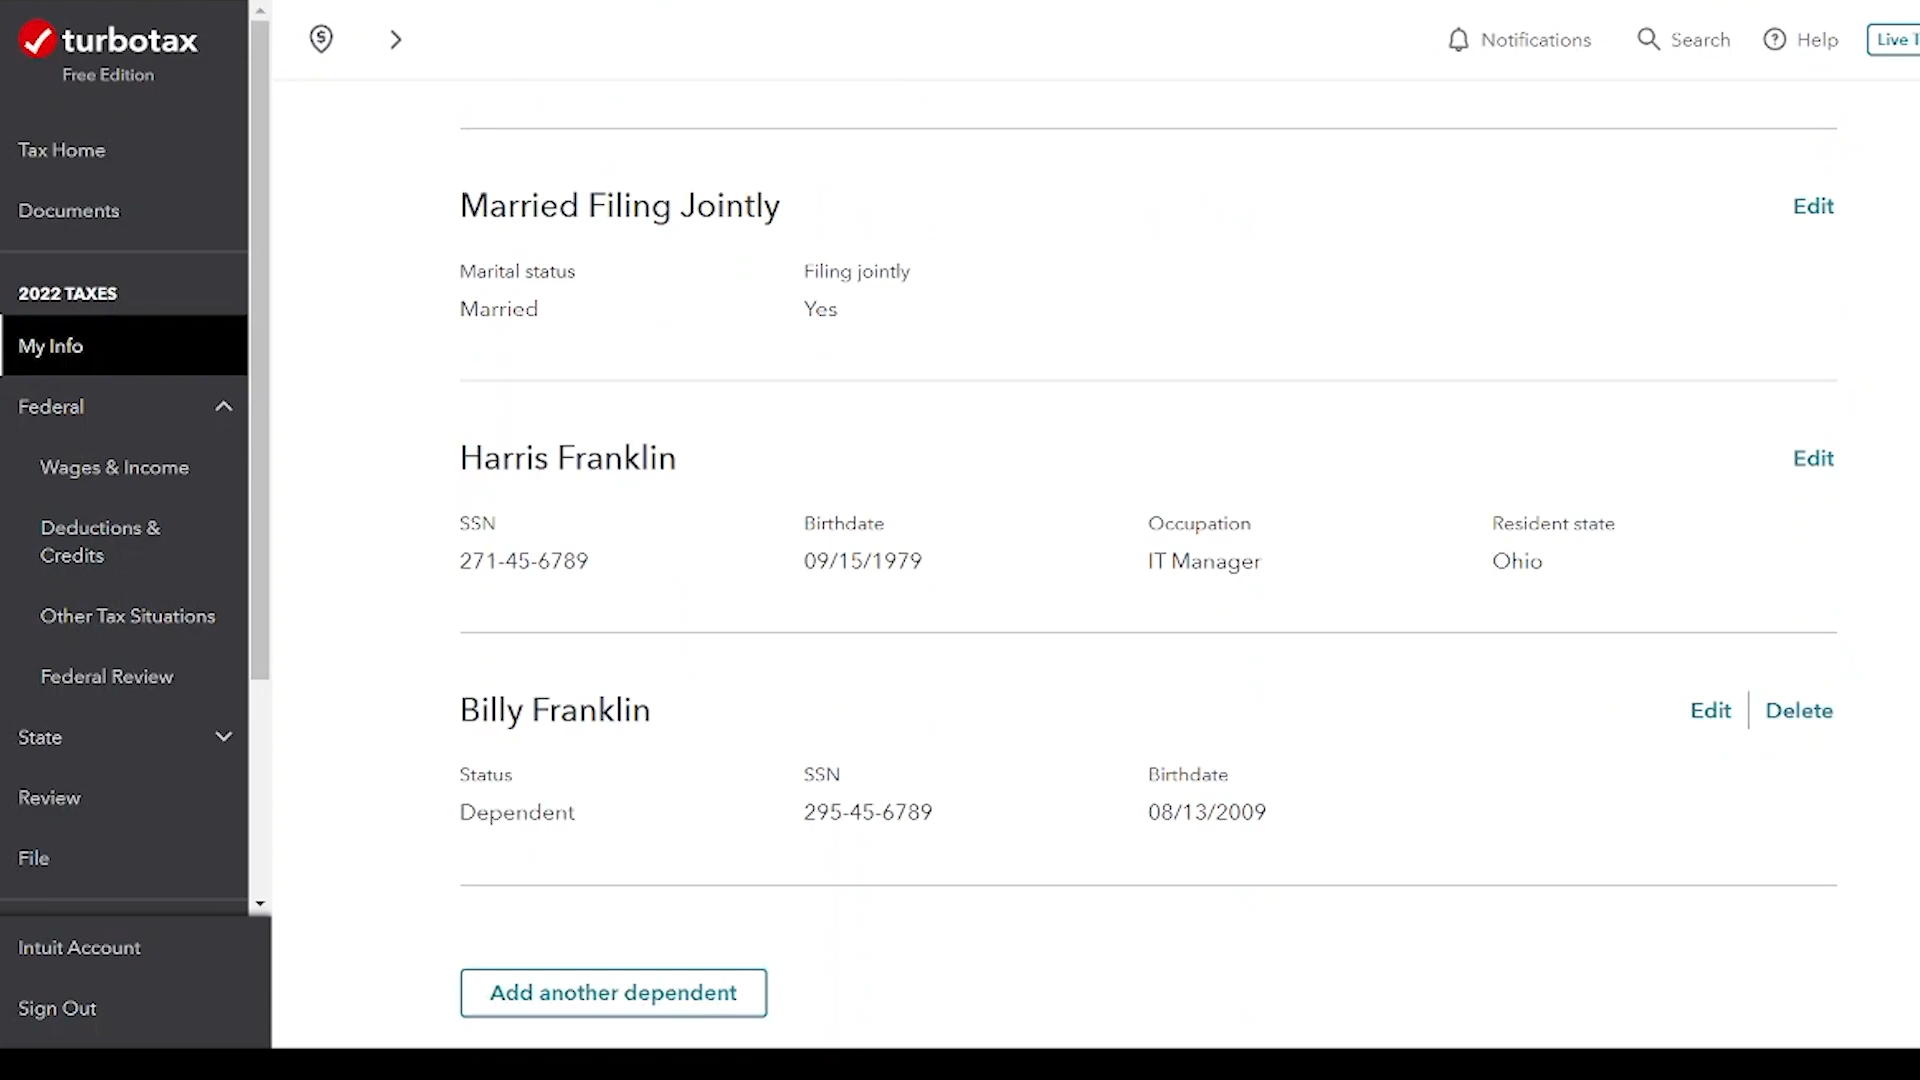 turbotax
Free Edition
Tax Home
Documents
2022 TAXES
My Info
Federal
Wages & Income
Deductions &
Credits
Other Tax Situations
Federal Review
State
Review
File
Intuit Account
Sign Out
Notifications
Search
Help
Live T
Married Filing Jointly
Edit
Marital status
Filing jointly
Married
Yes
Harris Franklin
Edit
SSN
Birthdate
Occupation
Resident state
271-45-6789
09/15/1979
IT Manager
Ohio
Billy Franklin
Edit
Delete
Status
SSN
Birthdate
Dependent
295-45-6789
08/13/2009
Add another dependent